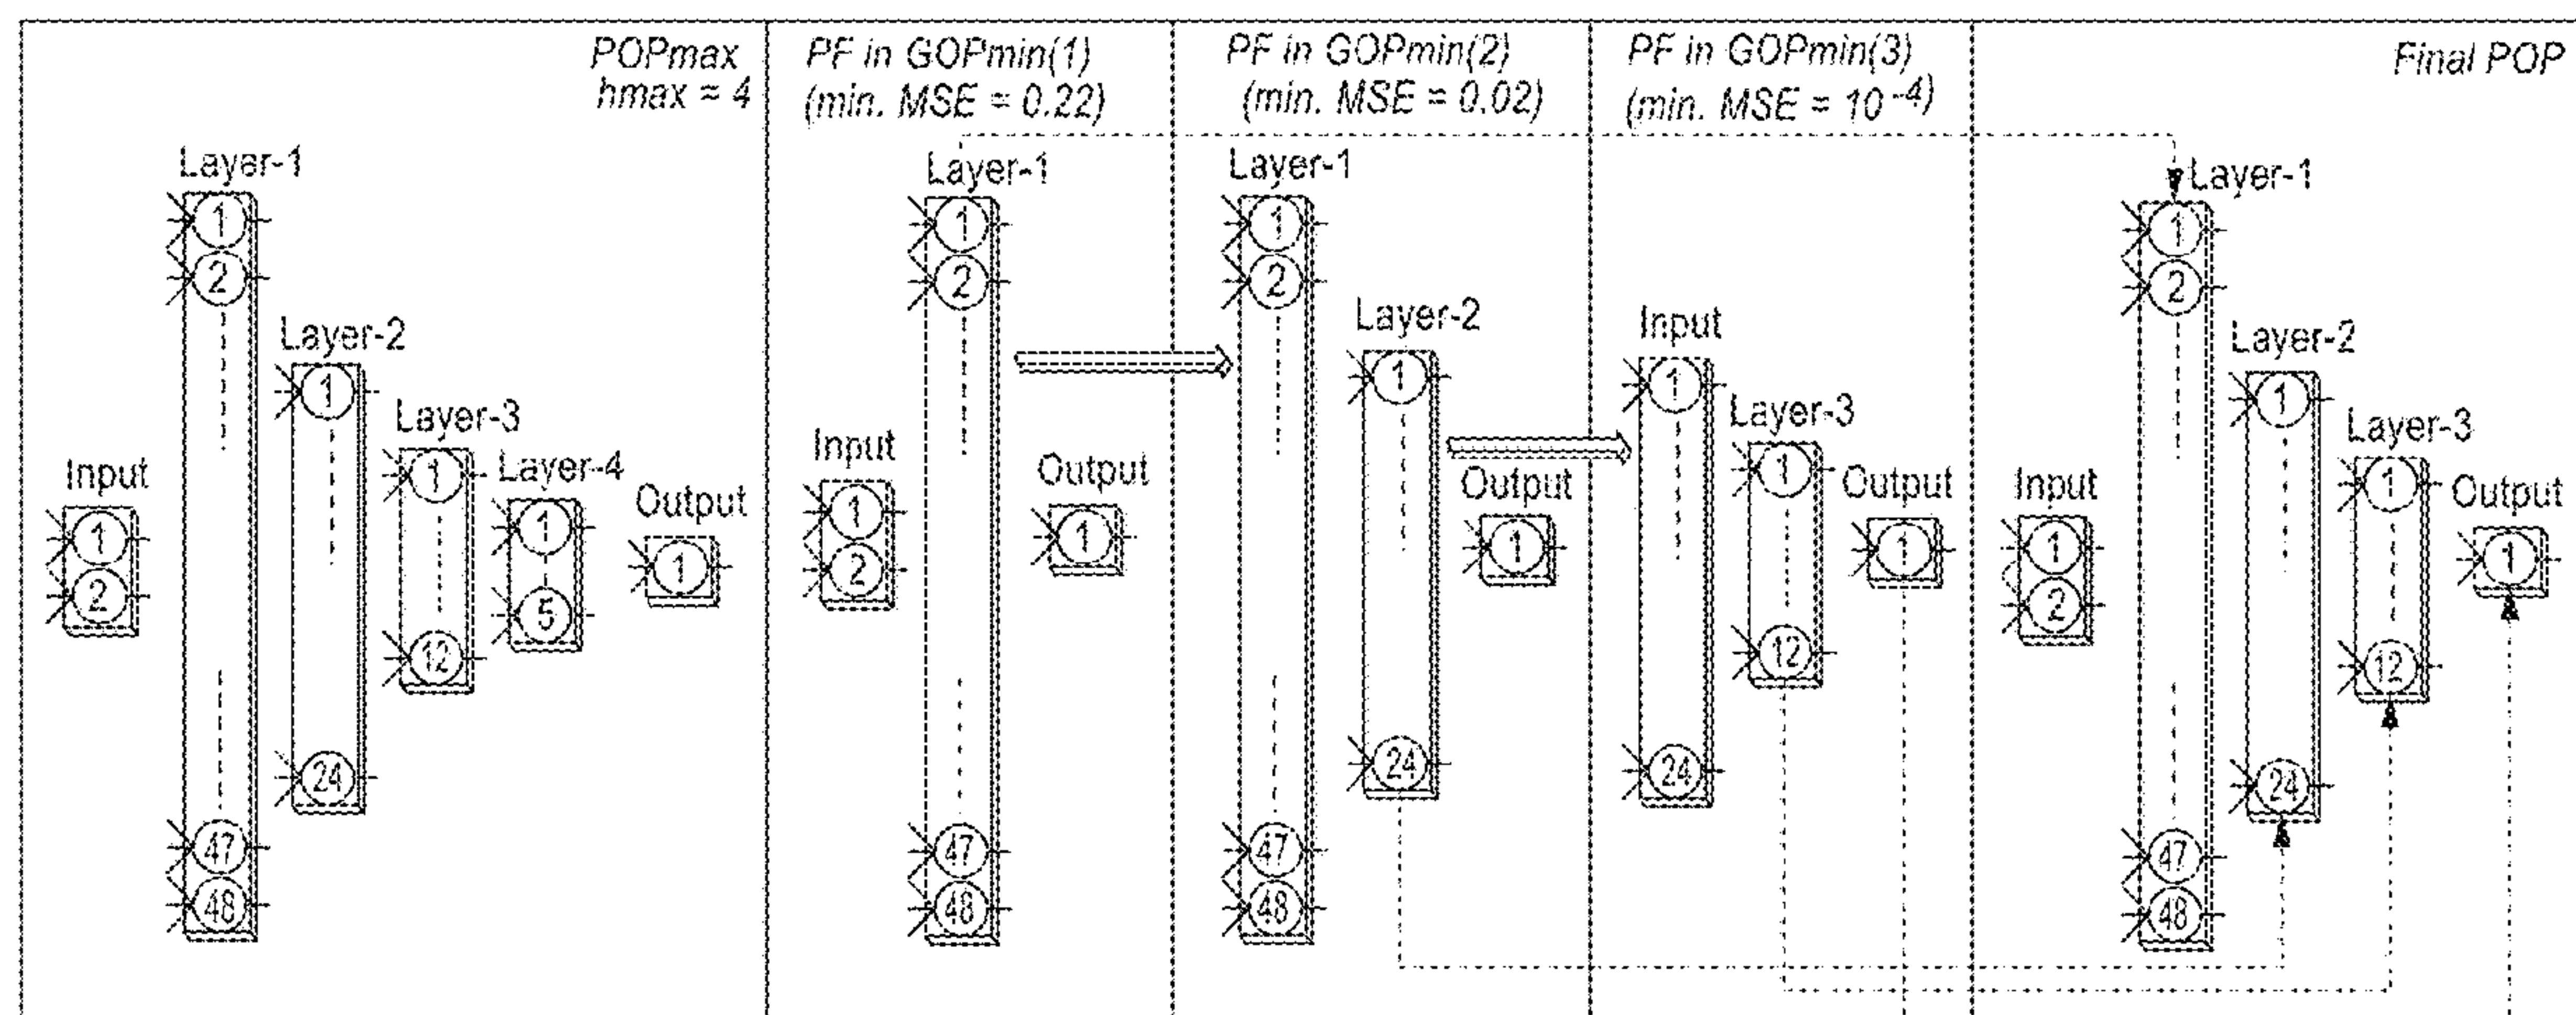 POPmax
hmax = 4
Layer-1
1
2
47
48
Layer-2
1
24
Layer-3
1
12
Layer-4
1
5
Input
1
2
Output
1
PF in GOPmin(1)
(min. MSE = 0.22)
Layer-1
1
2
47
48
Input
1
2
Output
1
PF in GOPmin(2)
(min. MSE = 0.02)
Layer-1
1
2
47
48
Layer-2
1
24
Output
1
PF in GOPmin(3)
(min. MSE = 10⁻⁴)
Input
1
24
Layer-3
1
12
Output
1
Final POP
Layer-1
1
2
47
48
Layer-2
1
24
Layer-3
1
12
Input
1
2
Output
1